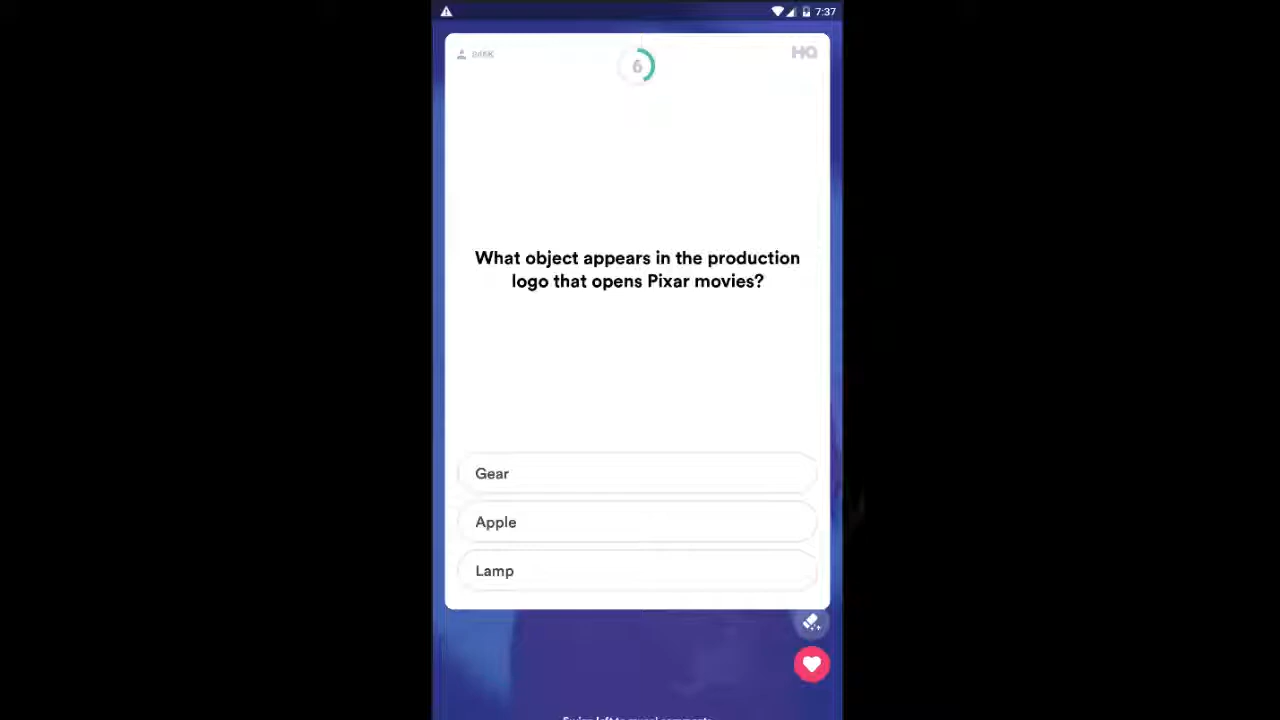 7:37
6
HQ
What object appears in the production
logo that opens Pixar movies?
Gear
Apple
Lamp